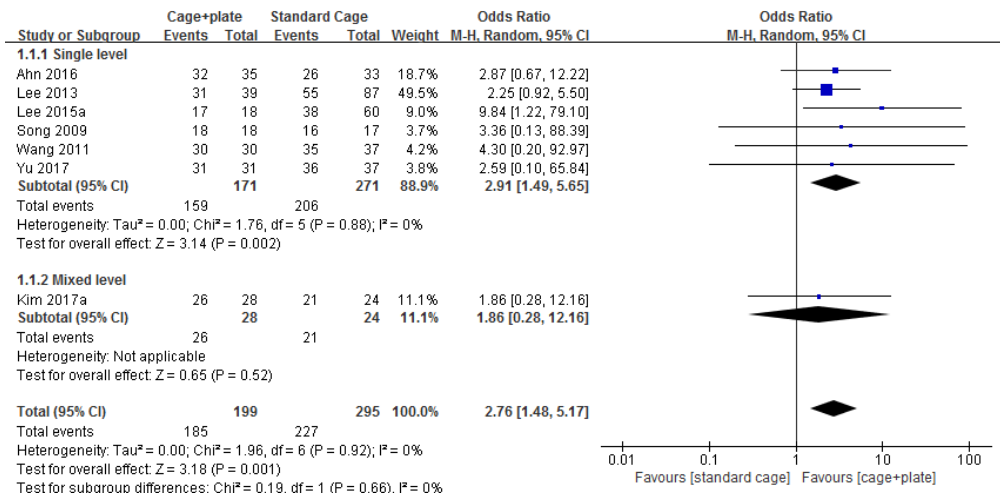 Cage+plate Standard Cage Odds Ratio Odds Ratio
Study or Subgroup Events Total Events Total Weight M-H, Random, 95% CI M-H, Random, 95% CI
1.1.1 Single level
Ahn 2016 32 35 26 33 18.7% 2.87 [0.67, 12.22]
Lee 2013 31 39 55 87 49.5% 2.25 [0.92, 5.50]
Lee 2015a 17 18 38 60 9.0% 9.84 [1.22, 79.10]
Song 2009 18 18 16 17 3.7% 3.36 [0.13, 88.39]
Wang 2011 30 30 35 37 4.2% 4.30 [0.20, 92.97]
Yu 2017 31 31 36 37 3.8% 2.59 [0.10, 65.84]
Subtotal (95% CI) 171 271 88.9% 2.91 [1.49, 5.65]
Total events 159 206
Heterogeneity: Tau² = 0.00; Chi² = 1.76, df = 5 (P = 0.88); I² = 0%
Test for overall effect: Z = 3.14 (P = 0.002)
1.1.2 Mixed level
Kim 2017a 26 28 21 24 11.1% 1.86 [0.28, 12.16]
Subtotal (95% CI) 28 24 11.1% 1.86 [0.28, 12.16]
Total events 26 21
Heterogeneity: Not applicable
Test for overall effect: Z = 0.65 (P = 0.52)
Total (95% CI) 199 295 100.0% 2.76 [1.48, 5.17]
Total events 185 227
Heterogeneity: Tau² = 0.00; Chi² = 1.96, df = 6 (P = 0.92); I² = 0%
Test for overall effect: Z = 3.18 (P = 0.001)
Test for subgroup differences: Chi² = 0.19, df = 1 (P = 0.66), I² = 0%
0.01 0.1 1 10 100
Favours [standard cage] Favours [cage+plate]